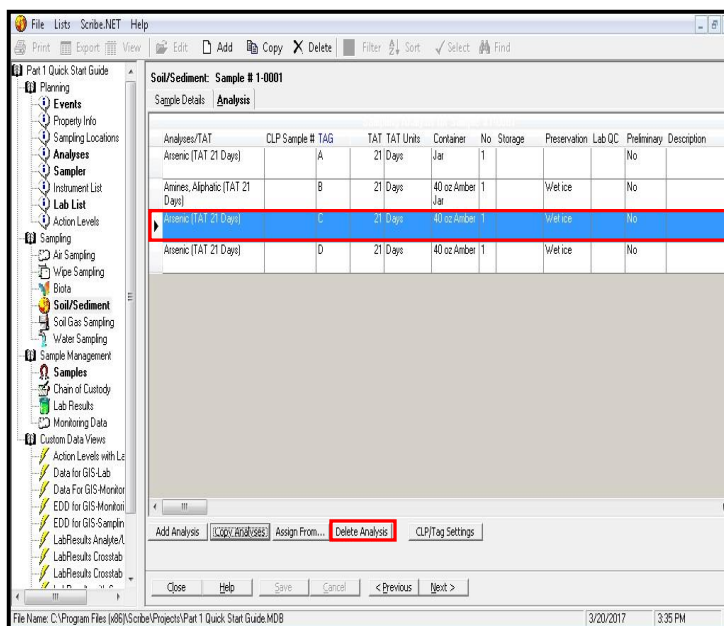 File Lists Scribe.NET Help
Print Export View Edit Add Copy Delete Filter Sort Select Find
Part 1 Quick Start Guide
Planning
Events
Property Info
Sampling Locations
Analyses
Sampler
Instrument List
Lab List
Action Levels
Sampling
Air Sampling
Wipe Sampling
Biota
Soil/Sediment
Soil Gas Sampling
Water Sampling
Sample Management
Samples
Chain of Custody
Lab Results
Monitoring Data
Custom Data Views
Action Levels with La
Data for GIS-Lab
Data For GIS-Monitor
EDD for GIS-Monitori
EDD for GIS-Samplin
LabResults Analyte/L
LabResults Crosstab
LabResults Crosstab
Soil/Sediment: Sample # 1-0001
Sample Details Analysis
Analyses/TAT CLP Sample # TAG TAT TAT Units Container No Storage Preservation Lab QC Preliminary Description
Arsenic (TAT 21 Days) A 21 Days Jar 1 No
Amines, Aliphatic (TAT 21 B 21 Days 40 oz Amber 1 Wet ice No
Days) Jar
Arsenic (TAT 21 Days) C 21 Days 40 oz Amber 1 Wet ice No
Arsenic (TAT 21 Days) D 21 Days 40 oz Amber 1 Wet ice No
Add Analysis Copy Analyses Assign From... Delete Analysis CLP/Tag Settings
Close Help Save Cancel < Previous Next >
File Name: C:\Program Files (x86)\Scribe\Projects\Part 1 Quick Start Guide.MDB 3/20/2017 3:35 PM